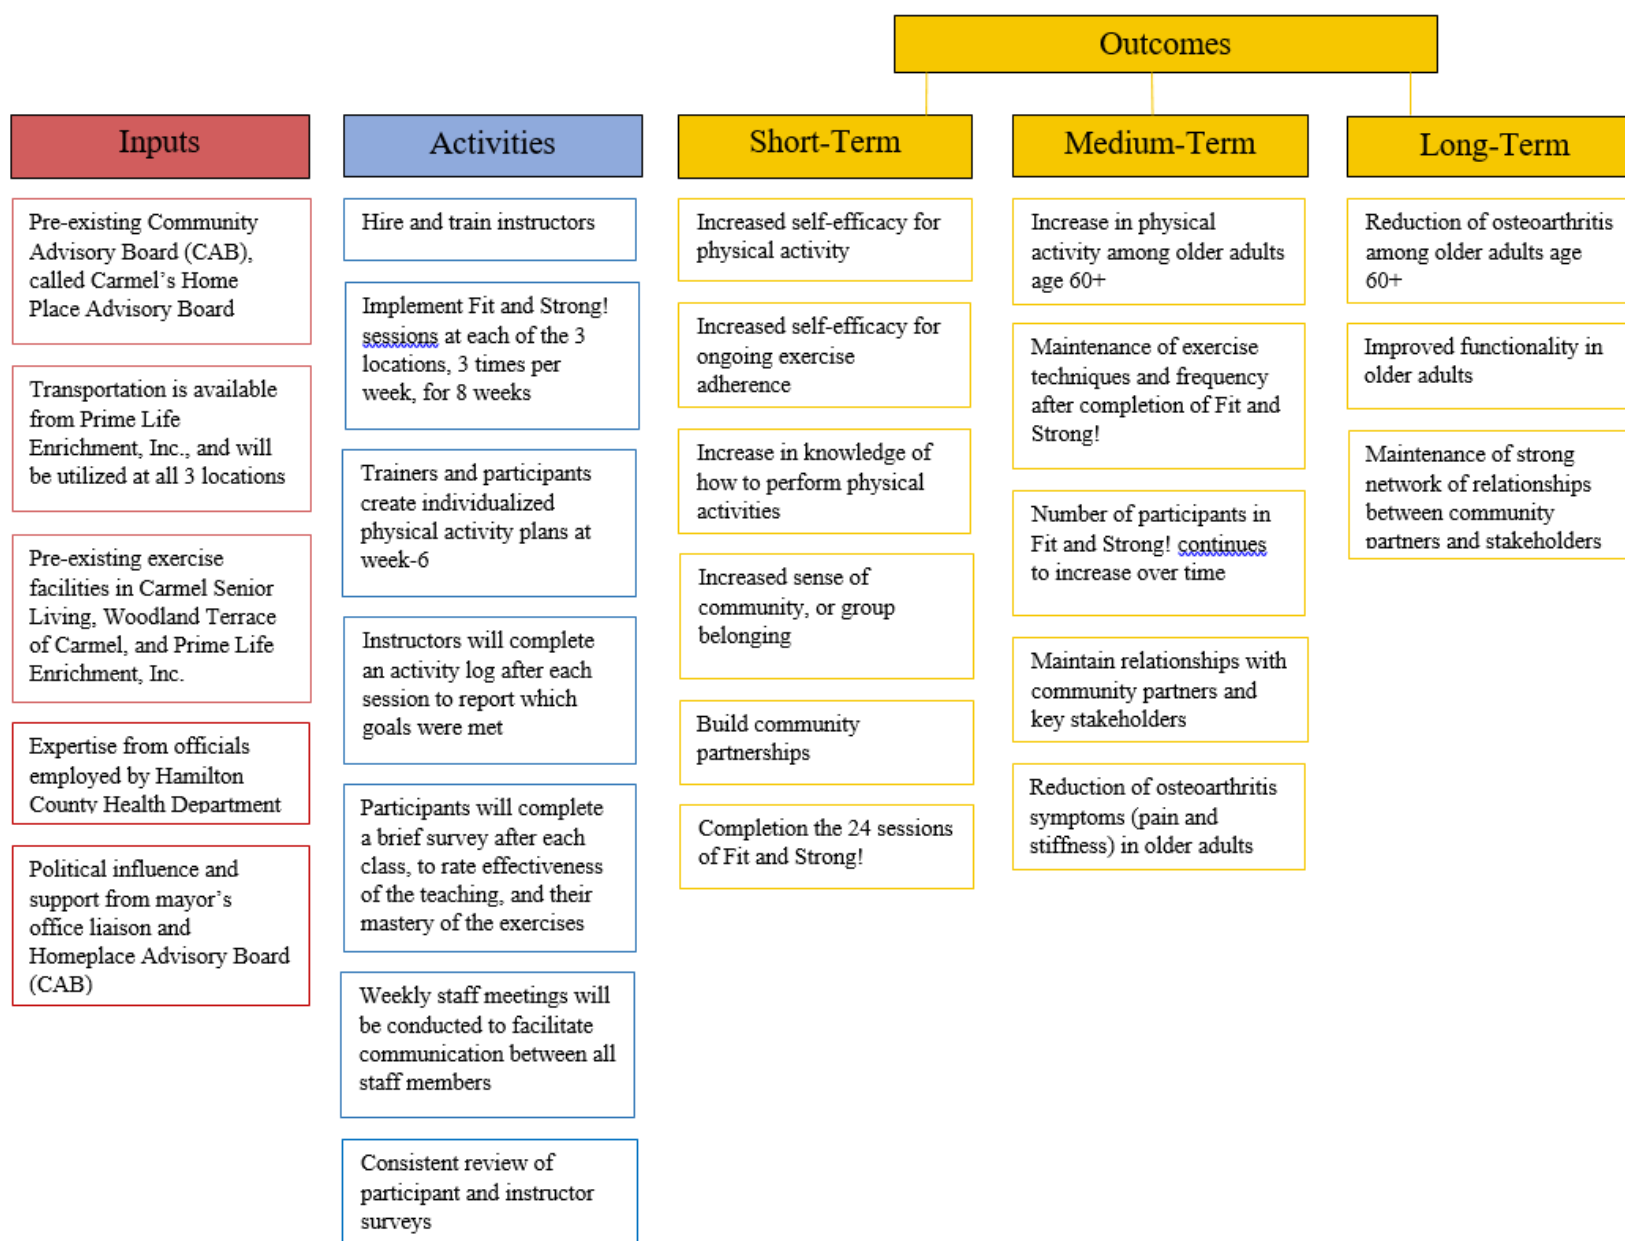 Outcomes
Inputs
Activities
Short-Term
Medium-Term
Long-Term
Pre-existing Community
Advisory Board (CAB),
called Carmel’s Home
Place Advisory Board
Transportation is available
from Prime Life
Enrichment, Inc., and will
be utilized at all 3 locations
Pre-existing exercise
facilities in Carmel Senior
Living, Woodland Terrace
of Carmel, and Prime Life
Enrichment, Inc.
Expertise from officials
employed by Hamilton
County Health Department
Political influence and
support from mayor’s
office liaison and
Homeplace Advisory Board
(CAB)
Hire and train instructors
Implement Fit and Strong!
sessions at each of the 3
locations, 3 times per
week, for 8 weeks
Trainers and participants
create individualized
physical activity plans at
week-6
Instructors will complete
an activity log after each
session to report which
goals were met
Participants will complete
a brief survey after each
class, to rate effectiveness
of the teaching, and their
mastery of the exercises
Weekly staff meetings will
be conducted to facilitate
communication between all
staff members
Consistent review of
participant and instructor
surveys
Increased self-efficacy for
physical activity
Increased self-efficacy for
ongoing exercise
adherence
Increase in knowledge of
how to perform physical
activities
Increased sense of
community, or group
belonging
Build community
partnerships
Completion the 24 sessions
of Fit and Strong!
Increase in physical
activity among older adults
age 60+
Maintenance of exercise
techniques and frequency
after completion of Fit and
Strong!
Number of participants in
Fit and Strong! continues
to increase over time
Maintain relationships with
community partners and
key stakeholders
Reduction of osteoarthritis
symptoms (pain and
stiffness) in older adults
Reduction of osteoarthritis
among older adults age
60+
Improved functionality in
older adults
Maintenance of strong
network of relationships
between community
partners and stakeholders